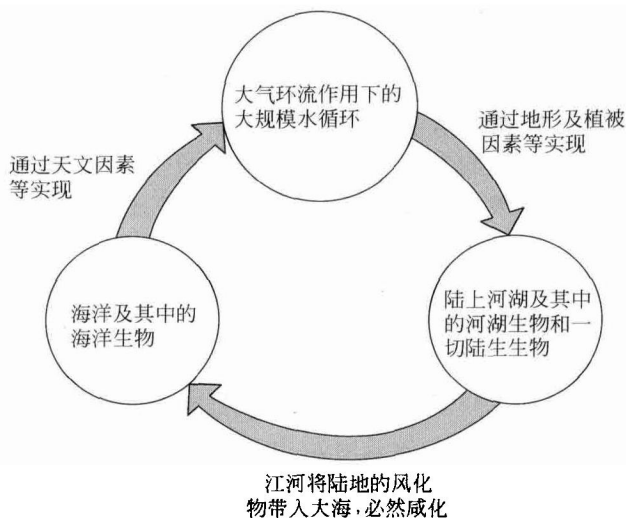 大气环流作用下的
大规模水循环
通过地形及植被
因素等实现
通过天文因素
等实现
陆上河湖及其中
的河湖生物和一
切陆生生物
海洋及其中的
海洋生物
江河将陆地的风化
物带入大海,必然咸化